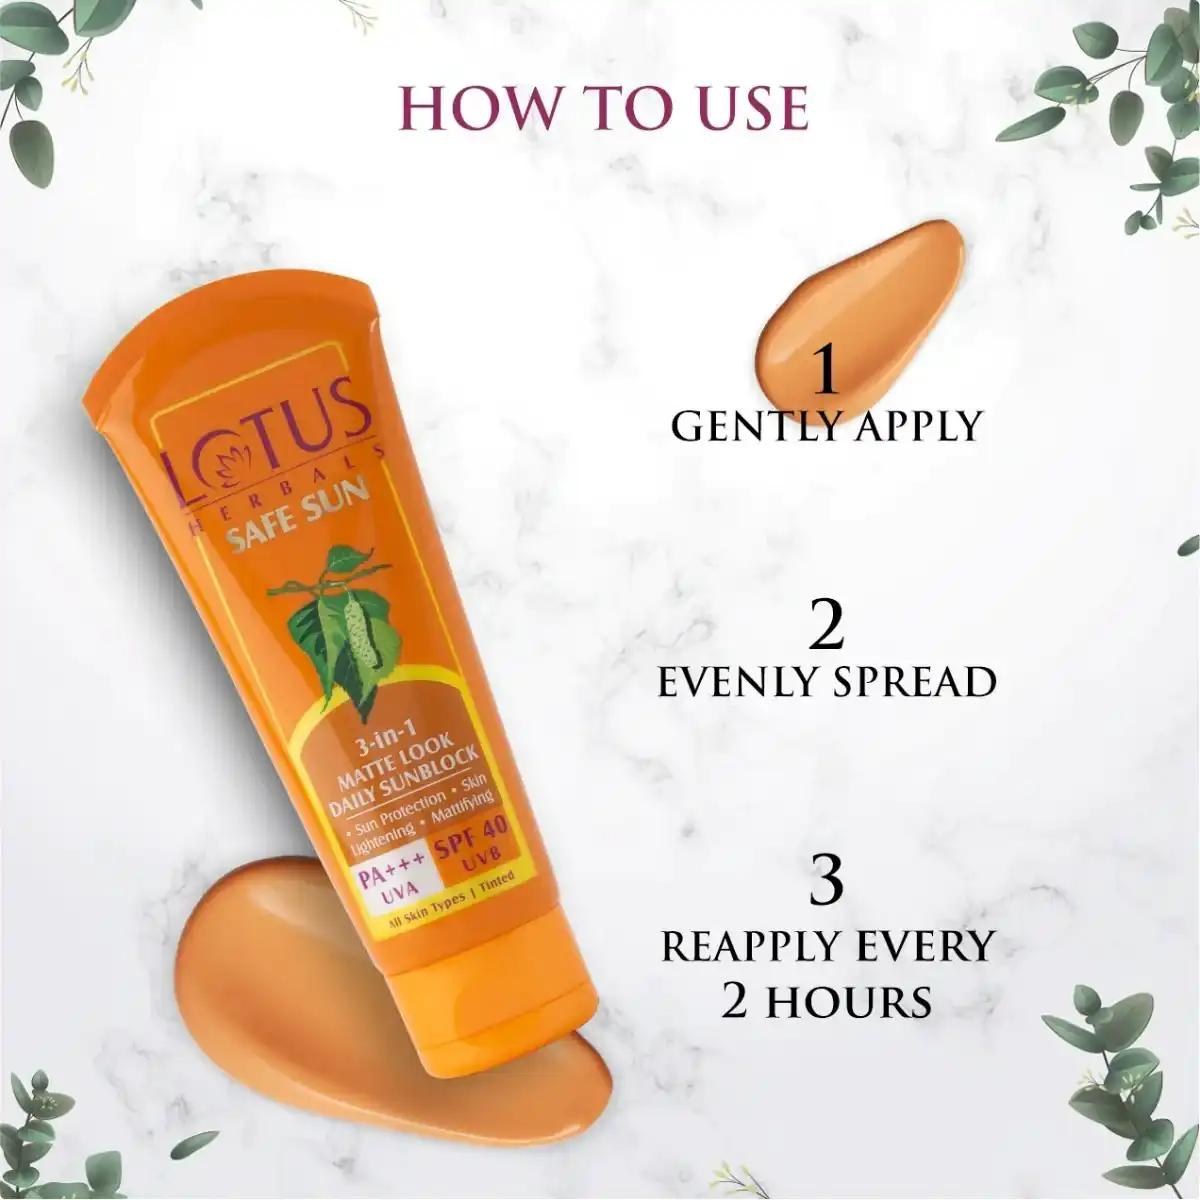 HOW TO USE
LOTUS
HERBALS
SAFE SUN
3-in-1
MATTE LOOK
DAILY SUNBLOCK
• Sun Protection • Skin
Lightening • Mattifying
PA+++
UVA
SPF 40
UVB
All Skin Types | Tinted
1
GENTLY APPLY
2
EVENLY SPREAD
3
REAPPLY EVERY
2 HOURS